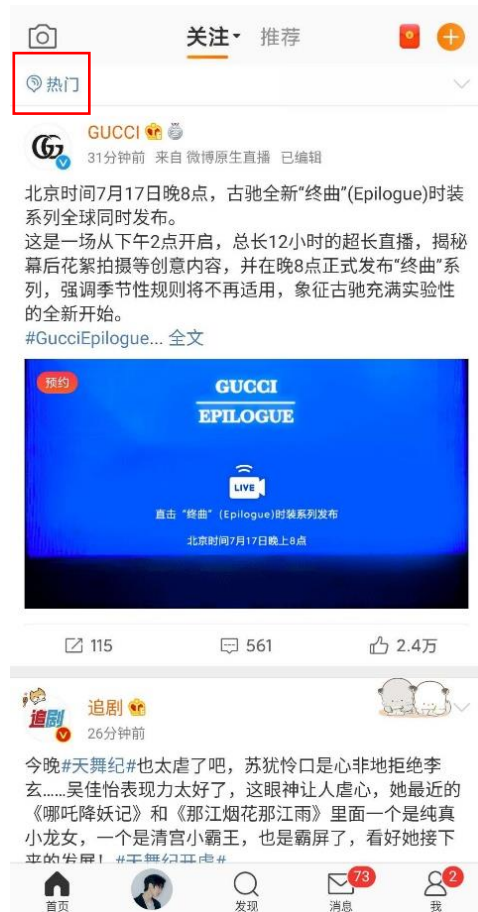 关注 推荐
热门
GUCCI
31分钟前 来自 微博原生直播 已编辑
北京时间7月17日晚8点，古驰全新“终曲”(Epilogue)时装
系列全球同时发布。
这是一场从下午2点开启，总长12小时的超长直播，揭秘
幕后花絮拍摄等创意内容，并在晚8点正式发布“终曲”系
列，强调季节性规则将不再适用，象征古驰充满实验性
的全新开始。
#GucciEpilogue... 全文
预约
GUCCI
EPILOGUE
LIVE
直击“终曲”（Epilogue)时装系列发布
北京时间7月17日晚上8点
115 561 2.4万
追剧
追剧
26分钟前
今晚#天舞纪#也太虐了吧，苏犹怜口是心非地拒绝李
玄……吴佳怡表现力太好了，这眼神让人虐心，她最近的
《哪吒降妖记》和《那江烟花那江雨》里面一个是纯真
小龙女，一个是清宫小霸王，也是霸屏了，看好她接下
来的发展！#天舞纪开虐#
73 2
首页 发现 消息 我